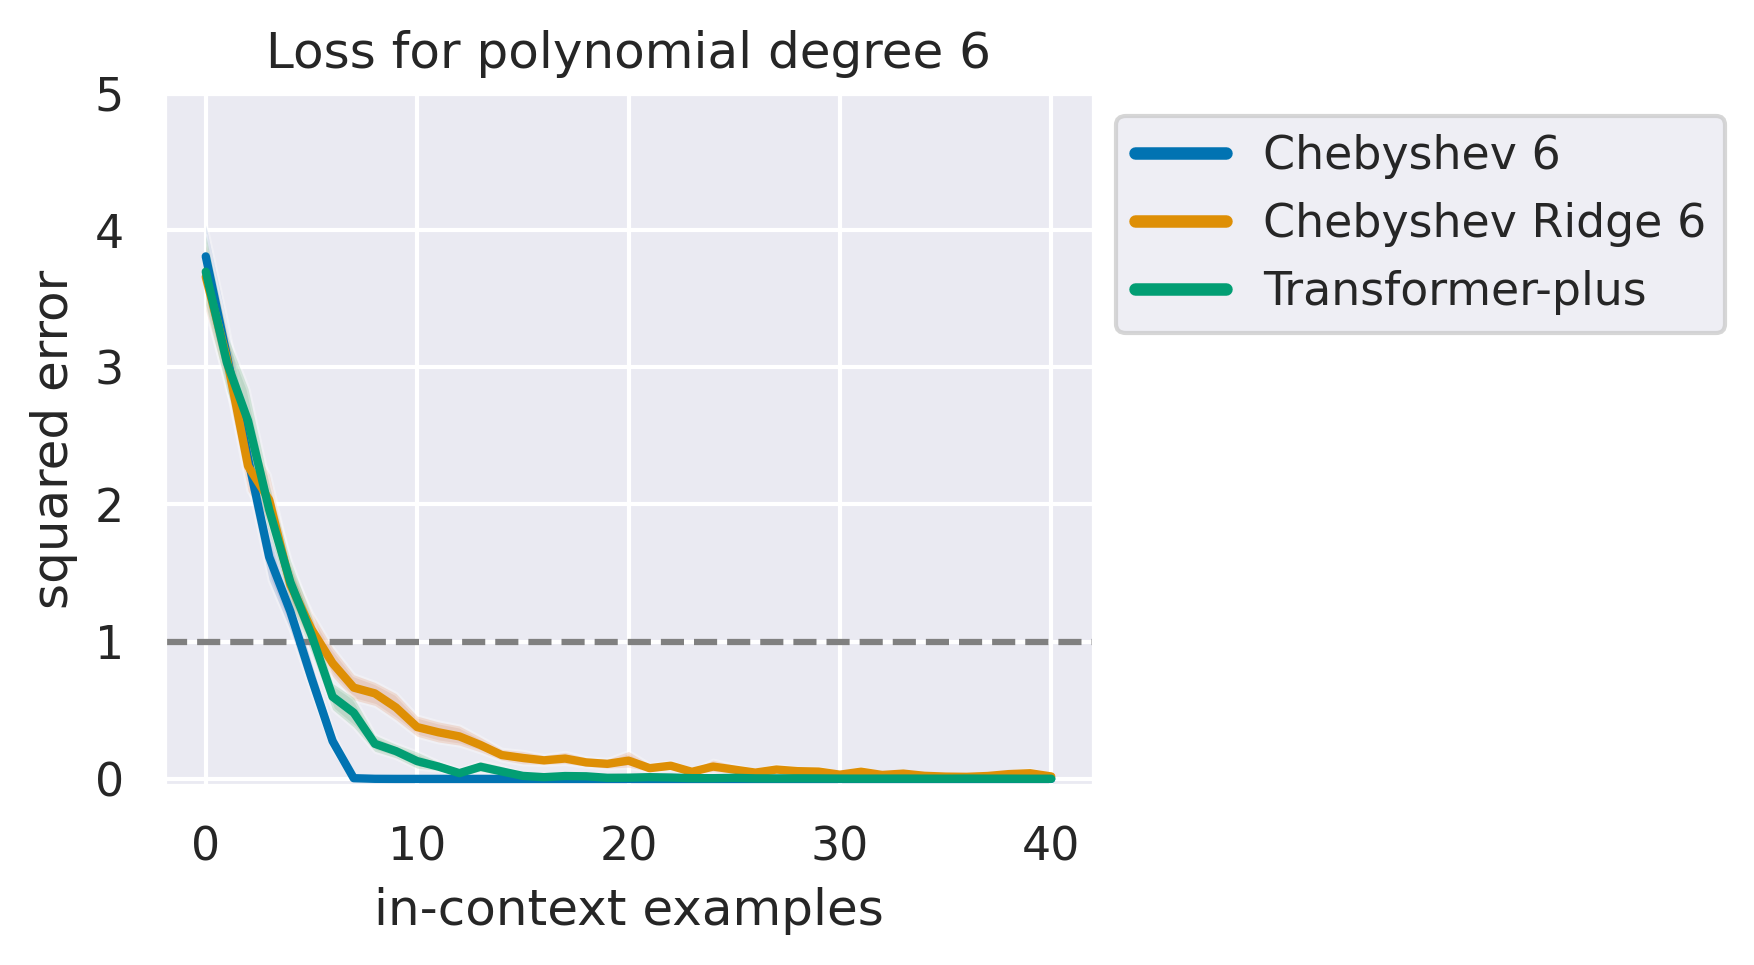 Loss for polynomial degree 6
5
4
3
2
1
0
squared error
0 10 20 30 40
in-context examples
Chebyshev 6
Chebyshev Ridge 6
Transformer-plus